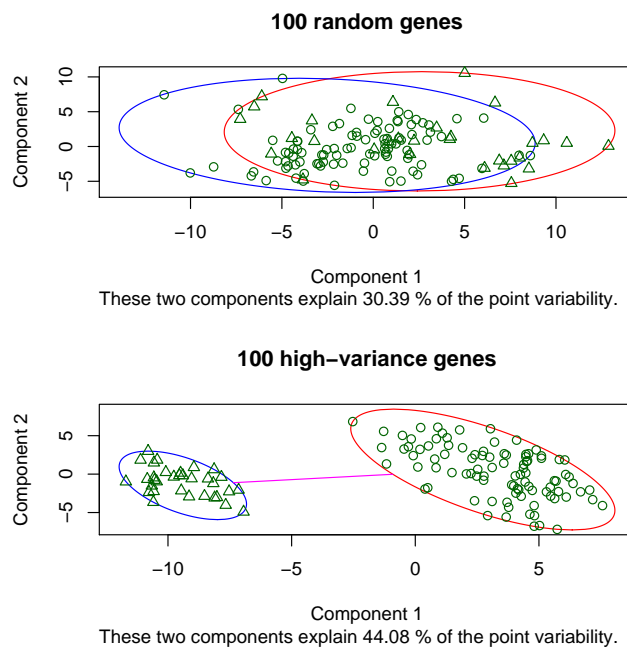 100 random genes
10
5
0
−5
Component 2
−10
−5
0
5
10
Component 1
These two components explain 30.39 % of the point variability.
100 high−variance genes
5
0
−5
Component 2
−10
−5
0
5
Component 1
These two components explain 44.08 % of the point variability.